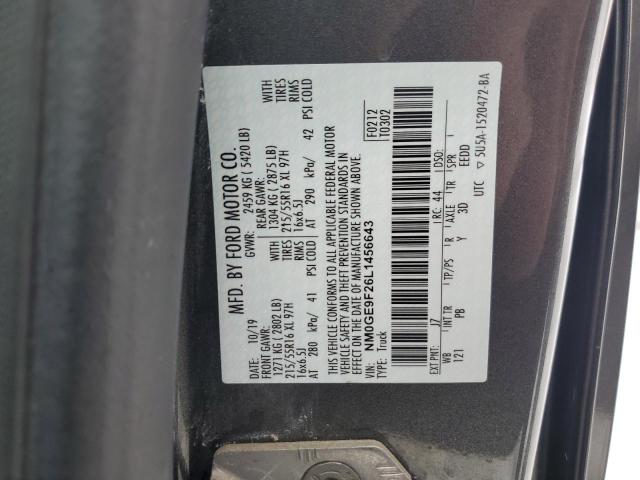 MFD. BY FORD MOTOR CO.
DATE: 10/19 GVWR: 2459 KG ( 5420 LB)
FRONT GAWR: REAR GAWR: WITH
1271 KG ( 2802 LB) 1304 KG ( 2875 LB) TIRES
215/55R16 XL 97H 215/55R16 XL 97H RIMS
16x6.5J 16x6.5J
AT 280 kPa/ 41 PSI COLD AT 290 kPa/ 42 PSI COLD
WITH
TIRES
RIMS
THIS VEHICLE CONFORMS TO ALL APPLICABLE FEDERAL MOTOR
VEHICLE SAFETY AND THEFT PREVENTION STANDARDS IN
EFFECT ON THE DATE OF MANUFACTURE SHOWN ABOVE.
VIN: NM0GE9F26L1456643
TYPE: Truck
F0212
T0302
EXT PNT: J7 RC: 44 DSO:
WB INT TR TP/PS R AXLE TR SPR
121 PB Y 3D EEDD
UTC ▽ 5U5A-1520472-BA